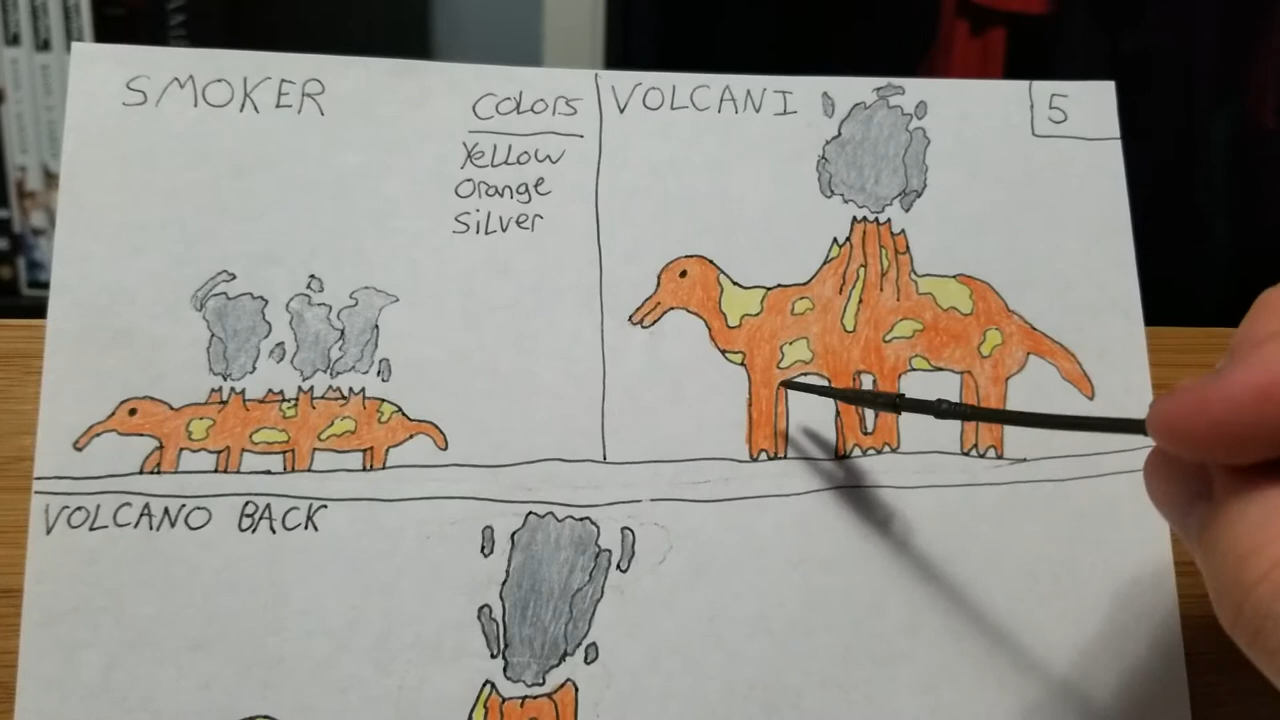 SMOKER
Colors
Yellow
Orange
Silver
VOLCANI
5
VOLCANO BACK